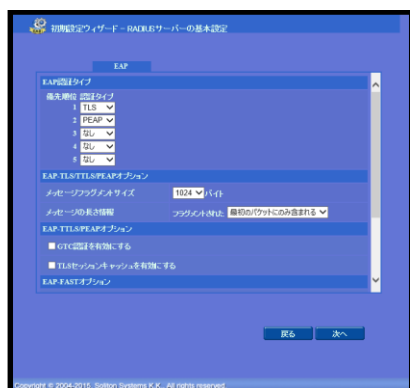 初期設定ウィザード – RADIUSサーバーの基本設定
EAP
EAP認証タイプ
優先順位 認証タイプ
1 TLS
2 PEAP
3 なし
4 なし
5 なし
EAP-TLS/TTLS/PEAPオプション
メッセージフラグメントサイズ 1024 バイト
メッセージの長さ情報 フラグメントされた 最初のパケットにのみ含まれる
EAP-TTLS/PEAPオプション
GTC認証を有効にする
TLSセッションキャッシュを有効にする
EAP-FASTオプション
戻る 次へ
Copyright © 2004-2015, Soliton Systems K.K., All rights reserved.